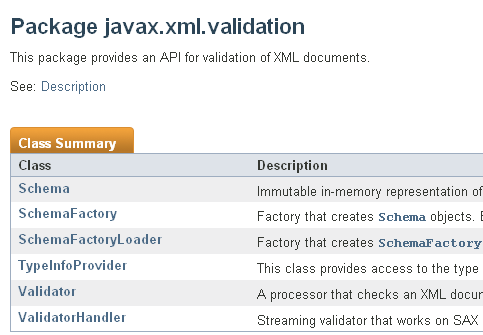 Package javax.xml.validation
This package provides an API for validation of XML documents.
See: Description
Class Summary
Class Description
Schema Immutable in-memory representation of
SchemaFactory Factory that creates Schema objects.
SchemaFactoryLoader Factory that creates SchemaFactory
TypeInfoProvider This class provides access to the type
Validator A processor that checks an XML
ValidatorHandler Streaming validator that works on SAX